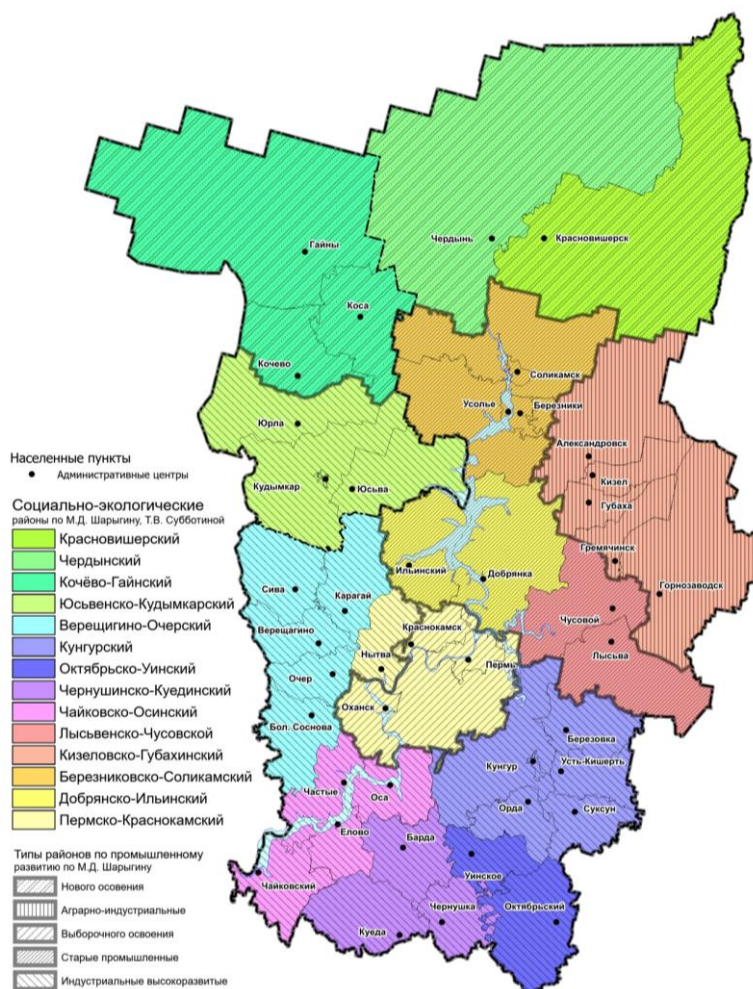 Гайны
Чердынь
Красновишерск
Коса
Кочево
Соликамск
Усолье
Березники
Юрла
Александровск
Кизел
Кудымкар
Юсьва
Губаха
Гремячинск
Ильинский
Добрянка
Горнозаводск
Сива
Карагай
Чусовой
Краснокамск
Верещагино
Лысьва
Нытва
Пермь
Очер
Оханск
Бол. Соснова
Березовка
Кунгур
Усть-Кишерть
Частые
Оса
Орда
Суксун
Елово
Барда
Уинское
Чайковский
Чернушка
Октябрьский
Куеда
Населенные пункты
Административные центры
Социально-экологические
районы по М.Д. Шарыгину, Т.В. Субботиной
Красновишерский
Чердынский
Кочёво-Гайнский
Юсьвенско-Кудымкарский
Верещигино-Очерский
Кунгурский
Октябрьско-Уинский
Чернушинско-Куединский
Чайковско-Осинский
Лысьвенско-Чусовской
Кизеловско-Губахинский
Березниковско-Соликамский
Добрянско-Ильинский
Пермско-Краснокамский
Типы районов по промышленному
развитию по М.Д. Шарыгину
Нового осовения
Аграрно-индустриальные
Выборочного освоения
Старые промышленные
Индустриальные высокоразвитые